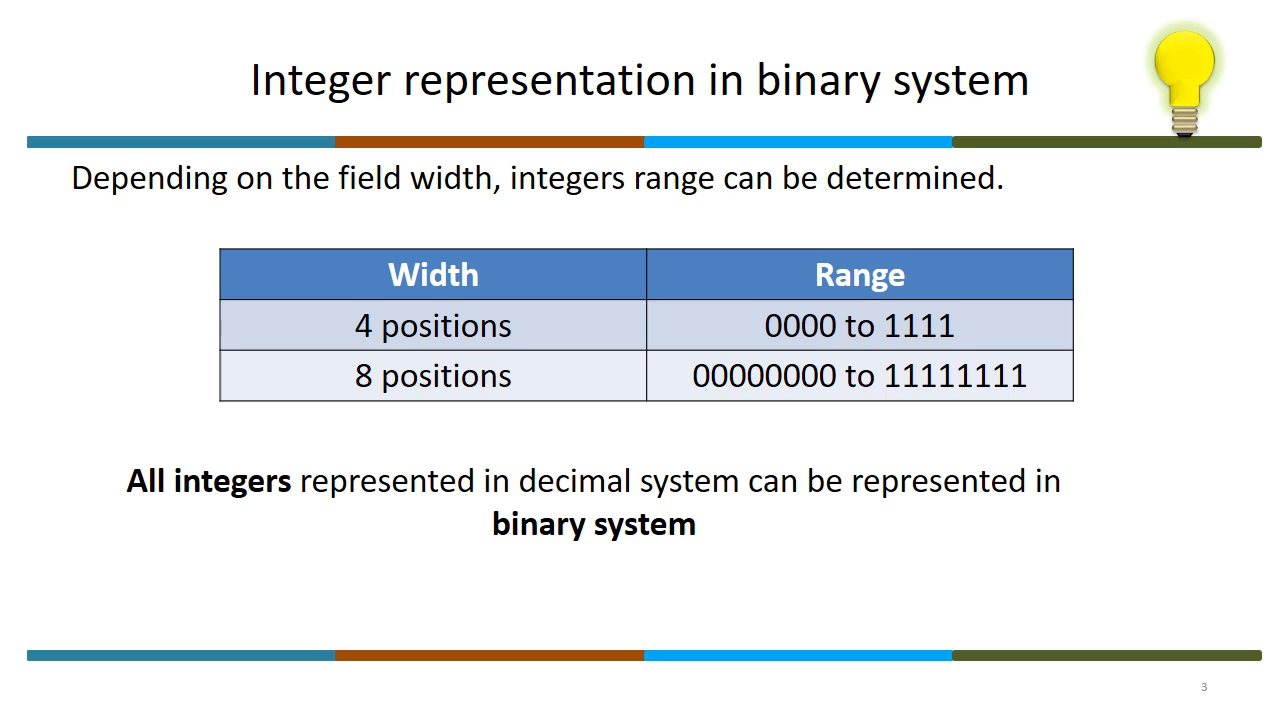 Integer representation in binary system
Depending on the field width, integers range can be determined.
Width Range
4 positions 0000 to 1111
8 positions 00000000 to 11111111
All integers represented in decimal system can be represented in
binary system
3